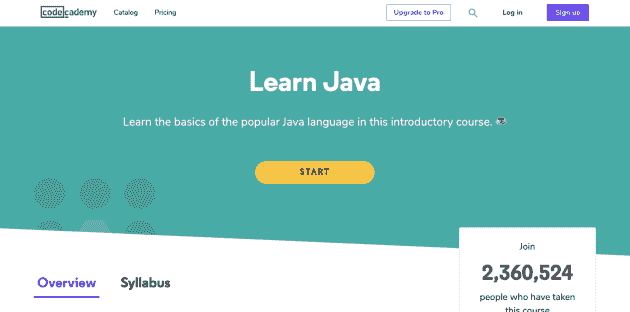 codecademy Catalog Pricing Upgrade to Pro Log in Sign up
Learn Java
Learn the basics of the popular Java language in this introductory course.
START
Join
2,360,524
people who have taken
this course
Overview Syllabus